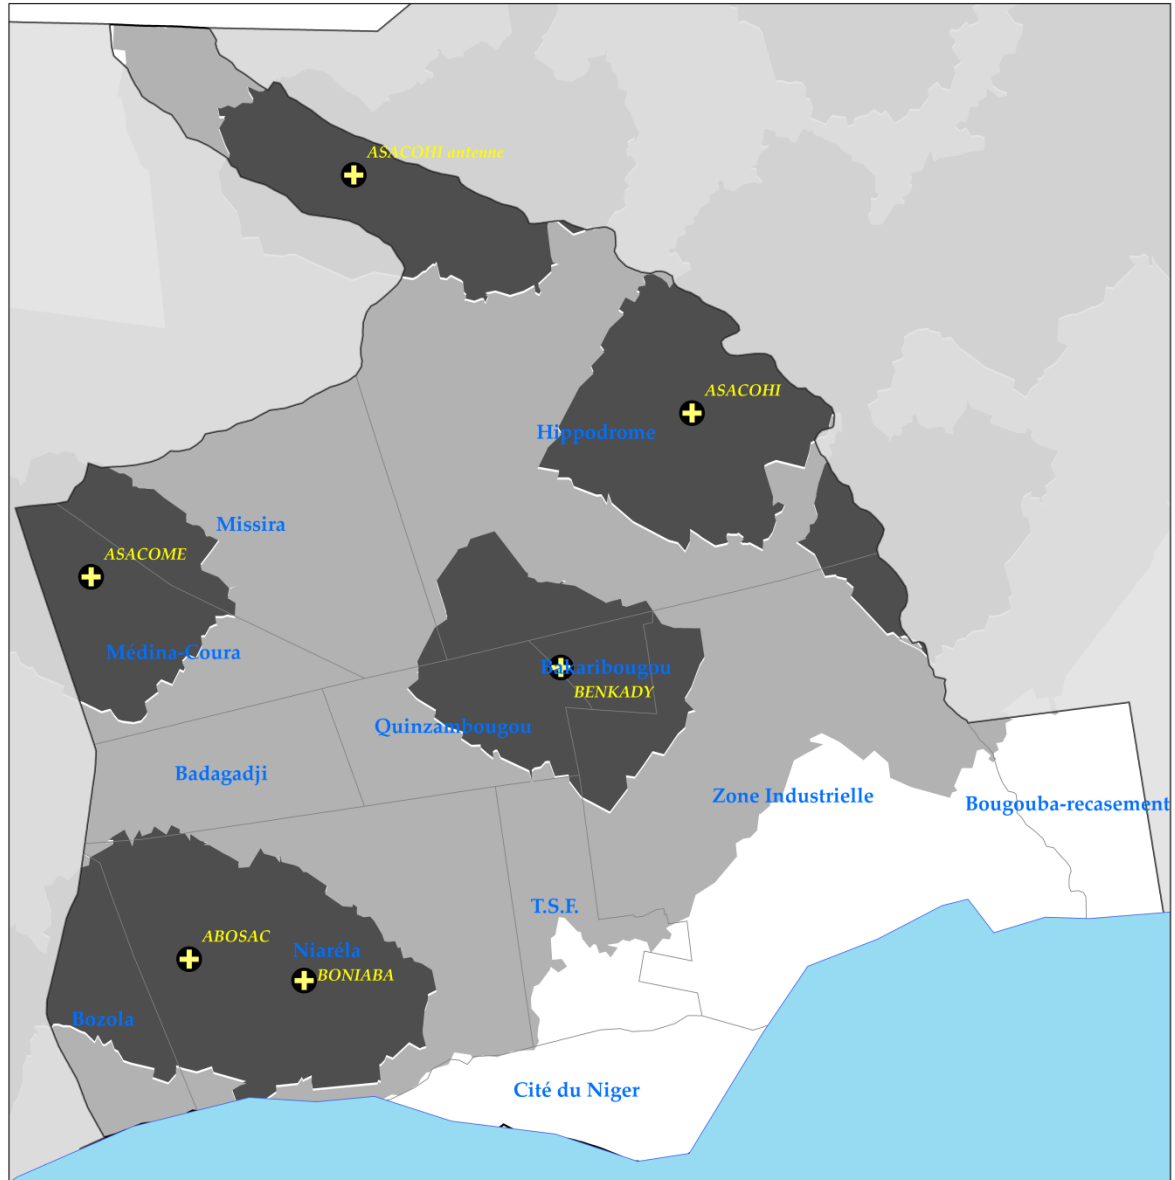 ASACOHI antenne
ASACOHI
Hippodrome
Missira
ASACOME
Médina-Coura
Bakaribougou
BENKADY
Quinzambougou
Badagadji
Zone Industrielle
Bougouba-recasement
T.S.F.
ABOSAC
Niaréla
BONIABA
Bozola
Cité du Niger